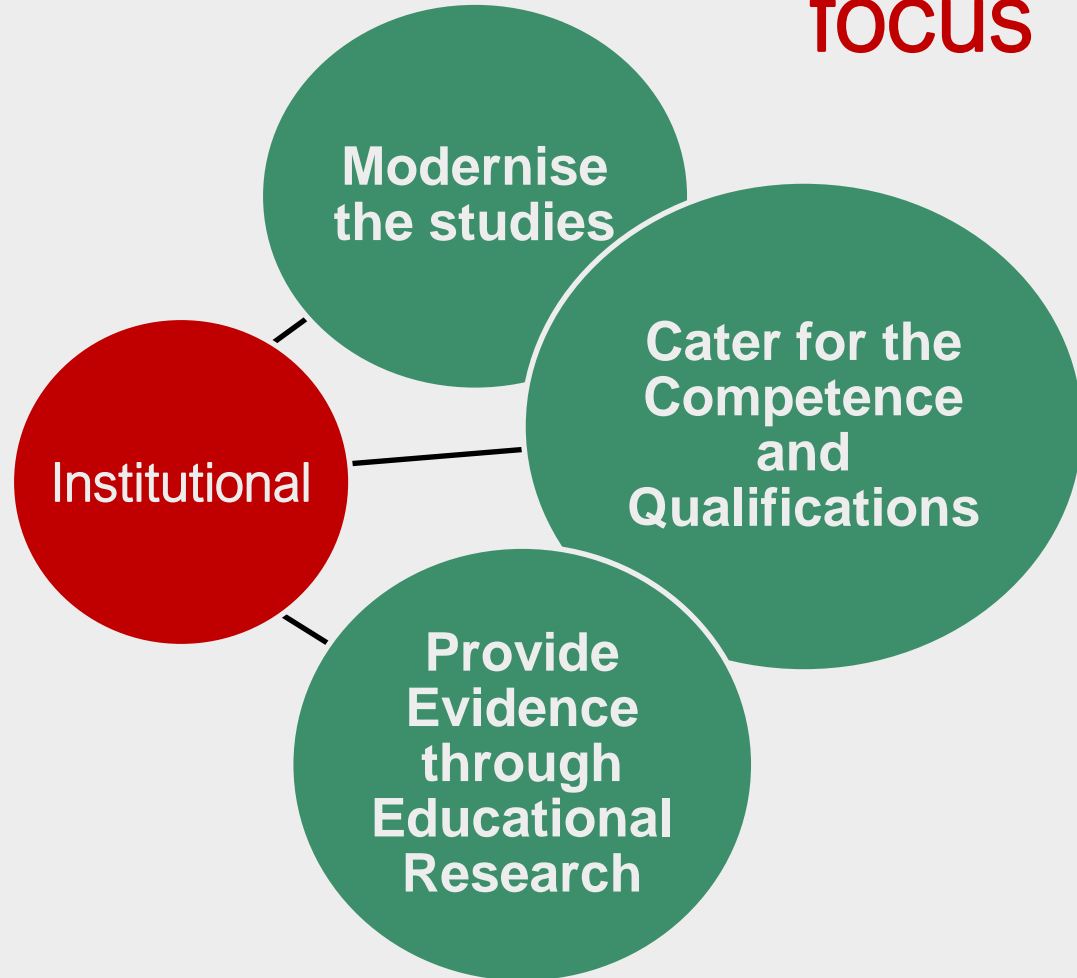 focus
Modernise
the studies
Cater for the
Competence
and
Qualifications
Institutional
Provide
Evidence
through
Educational
Research